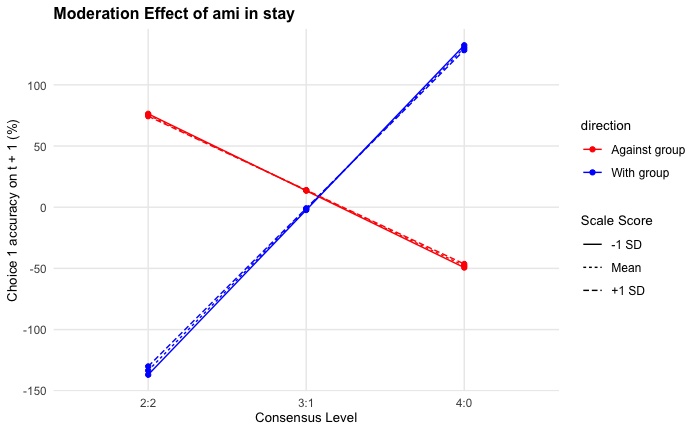 Moderation Effect of ami in stay
Choice 1 accuracy on t + 1 (%)
100
50
0
-50
-100
-150
2:2
3:1
4:0
Consensus Level
direction
Against group
With group
Scale Score
-1 SD
Mean
+1 SD